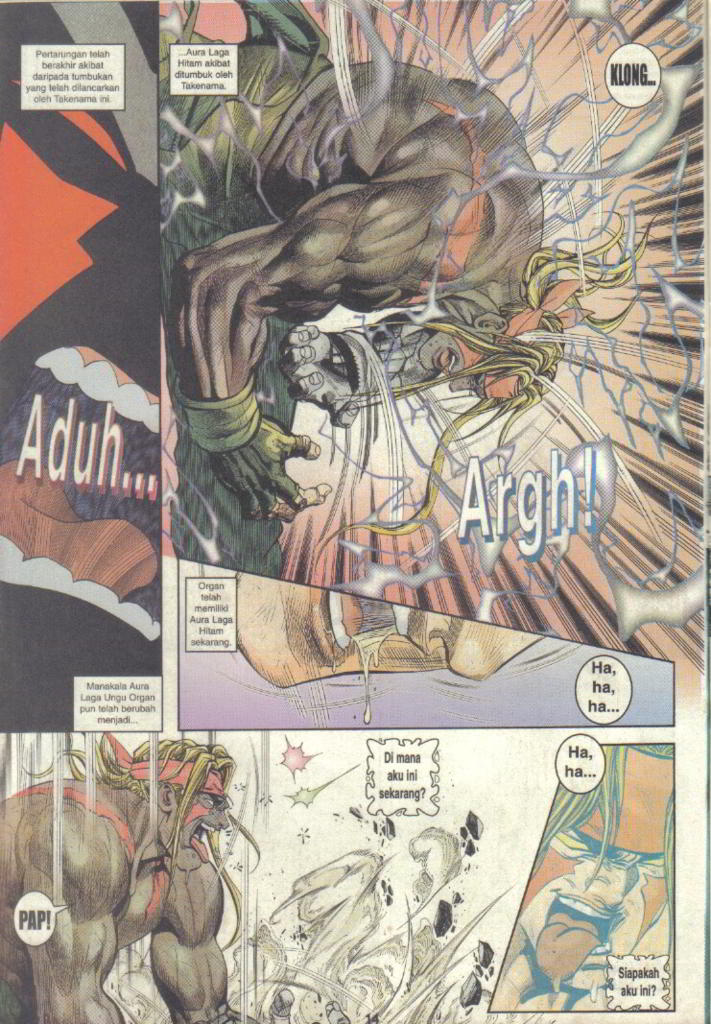 Pertarungan telah
berakhir akibat
daripada tumbukan
yang telah dilancarkan
oleh Takenama ini.
...Aura Laga
Hitam akibat
ditumbuk oleh
Takenama.
KLONG...
Aduh...
Argh!
Organ
telah
memiliki
Aura Laga
Hitam
sekarang.
Manakala Aura
Laga Ungu Organ
pun telah berubah
menjadi...
Ha,
ha,
ha...
Di mana
aku ini
sekarang?
Ha,
ha...
PAP!
Siapakah
aku ini?
14